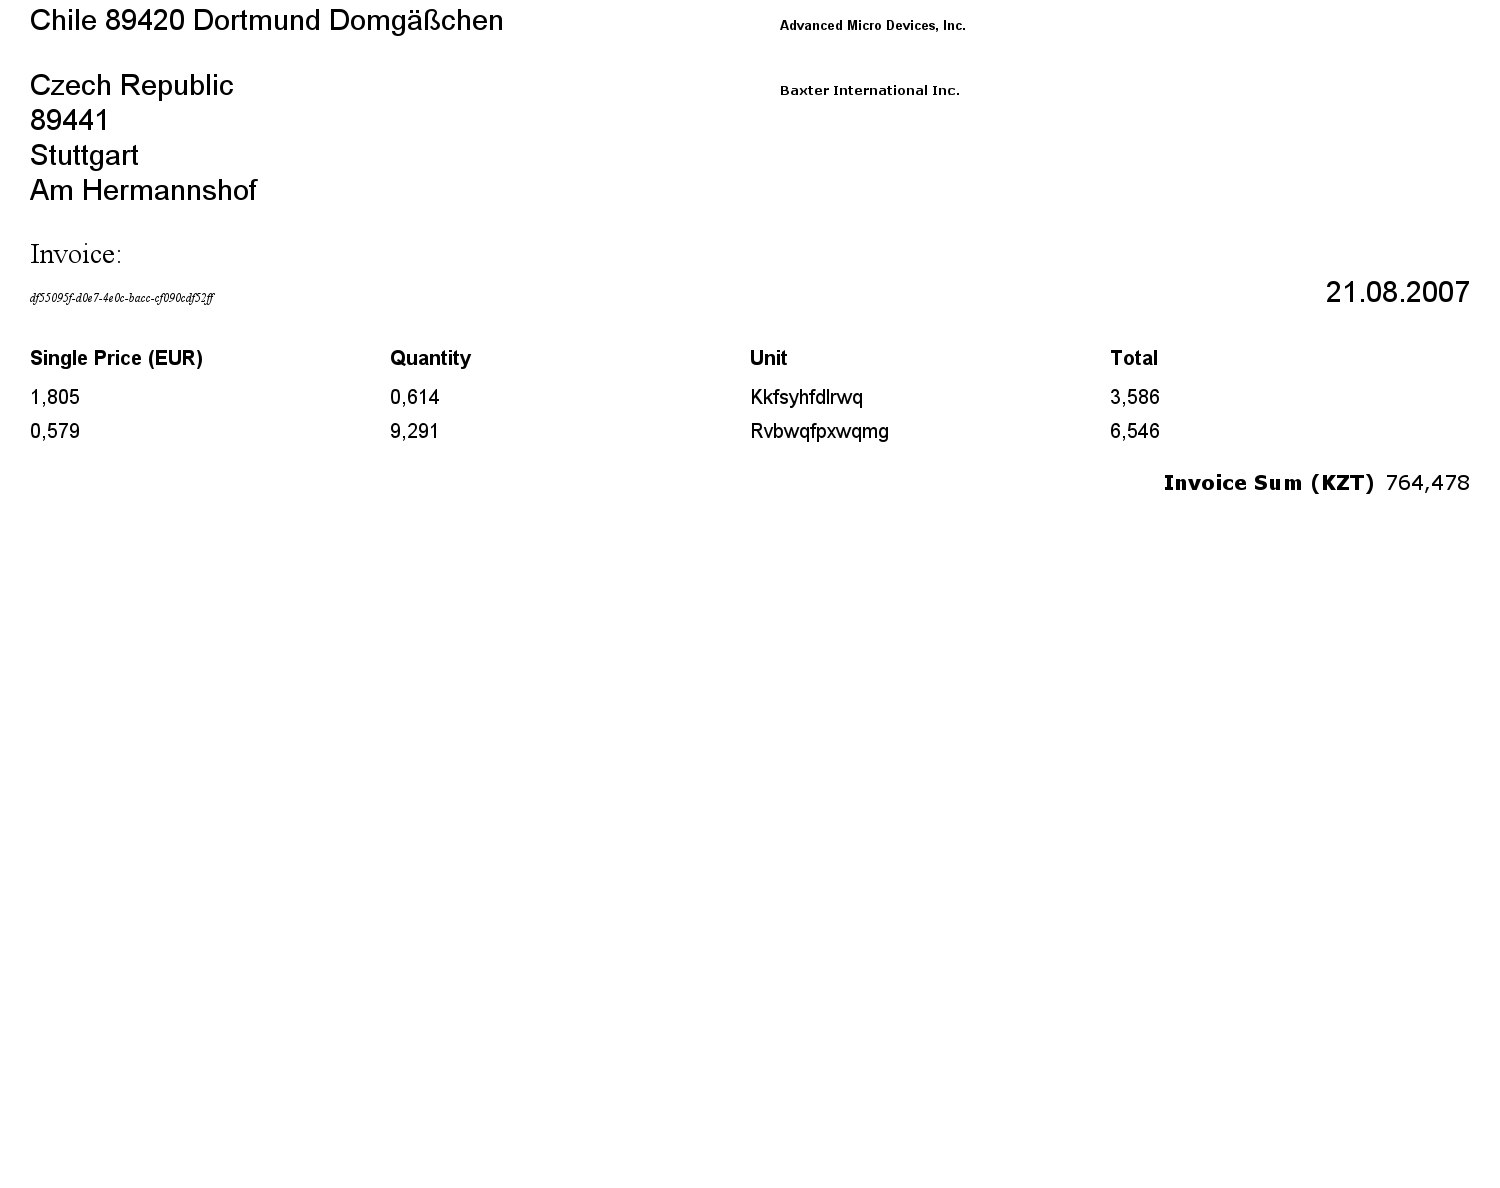 Chile 89420 Dortmund Domgäßchen
Advanced Micro Devices, Inc.
Czech Republic
89441
Stuttgart
Am Hermannshof
Baxter International Inc.
Invoice:
df55095f-d0e7-4e0c-bacc-cf090cdf52ff
21.08.2007
Single Price (EUR) Quantity Unit Total
1,805 0,614 Kkfsyhfdlrwq 3,586
0,579 9,291 Rvbwqfpxwqmg 6,546
Invoice Sum (KZT) 764,478